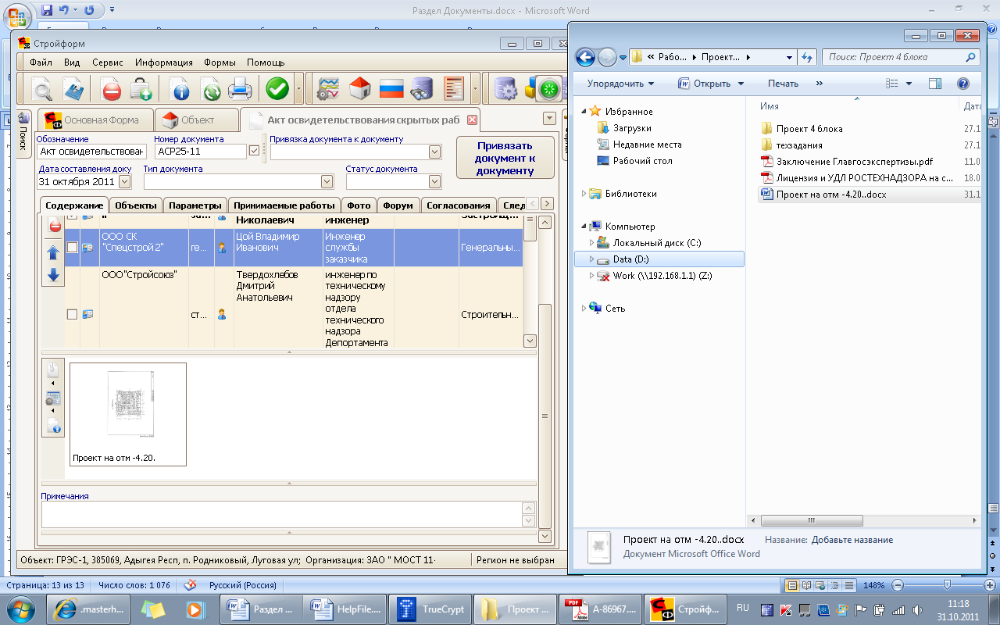 Раздел Документы.docx - Microsoft Word
Стройформ
Файл Вид Сервис Информация Формы Помощь
Поиск
Основная Форма
Объект
Акт освидетельствования скрытых раб
Обозначение
Номер документа
Привязка документа к документу
Акт освидетельствован
АСР25-11
Привязать
документ к
документу
Дата составления доку
Тип документа
Статус документа
31 октября 2011
Содержание Объекты Параметры Принимаемые работы Фото Форум Согласования След
Николаевич
инженер
ООО СК
"Спецстрой 2"
ге...
Цой Владимир
Иванович
Инженер
службы
заказчика
Генеральны...
ООО"Стройсоюз"
ст...
Твердохлебов
Дмитрий
Анатольевич
инженер по
техническому
надзору
отдела
технического
надзора
Депортамента
Строительн...
Проект на отм -4.20.
Примечания
Объект: ГРЭС-1, 385069, Адыгея Респ, п. Родниковый, Луговая ул; Организация: ЗАО " МОСТ 11
Регион не выбран
« Рабо... Проект...
Поиск: Проект 4 блока
Упорядочить Открыть Печать »
Избранное
Загрузки
Недавние места
Рабочий стол
Библиотеки
Компьютер
Локальный диск (C:)
Data (D:)
Work (\\192.168.1.1) (Z:)
Сеть
Имя Дата
Проект 4 блока 27.1
техзадания 27.1
Заключение Главгосэкспертизы.pdf 11.0
Лицензия и УДЛ РОСТЕХНАДЗОРА на с... 18.0
Проект на отм -4.20..docx 31.1
Проект на отм -4.20..docx Название: Добавьте название
Документ Microsoft Office Word
Страница: 13 из 13 Число слов: 1 076 Русский (Россия) 148%
.masterh... Раздел ... HelpFile.... TrueCrypt Проект ... A-86967.... Стройф... RU
11:18
31.10.2011